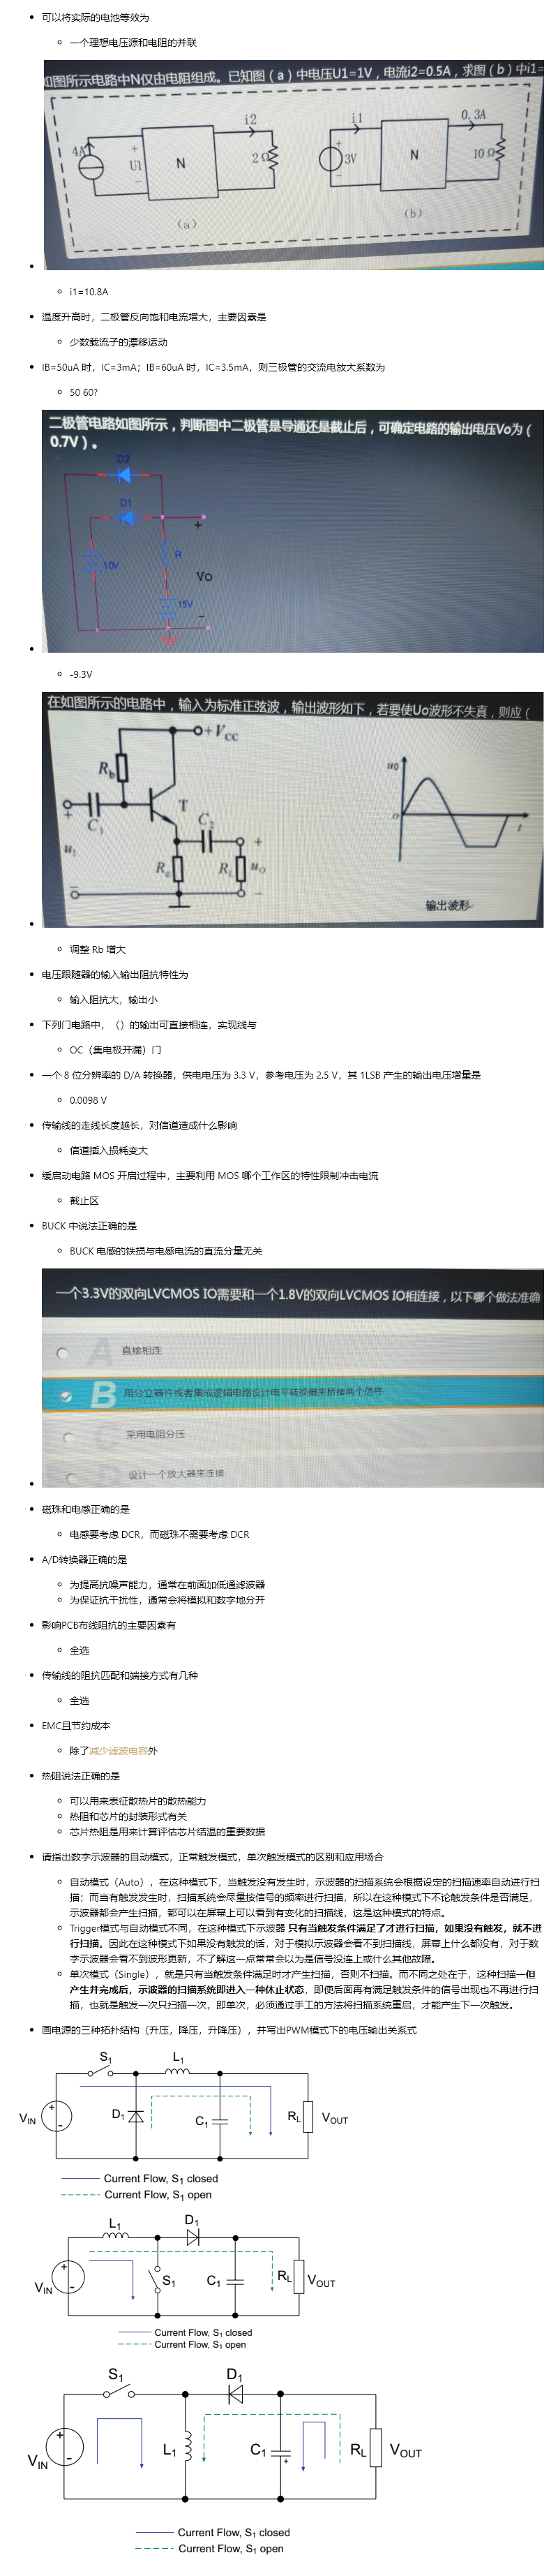 可以将实际的电池等效为
一个理想电压源和电阻的并联
如图所示电路中N仅由电阻组成。已知图（a）中电压U1=1V，电流i2=0.5A，求图（b）中i1=
i2
4A
+
U1
-
N
2Ω
(a)
i1
0.3A
+
3V
-
N
10Ω
(b)
i1=10.8A
温度升高时，二极管反向饱和电流增大，主要因素是
少数载流子的漂移运动
IB=50uA 时，IC=3mA；IB=60uA 时，IC=3.5mA，则三极管的交流电放大系数为
50 60?
二极管电路如图所示，判断图中二极管是导通还是截止后，可确定电路的输出电压Vo为（
0.7V）。
D2
D1
+
10V
R
Vo
15V
-
-9.3V
在如图所示的电路中，输入为标准正弦波，输出波形如下，若要使Uo波形不失真，则应（
+VCC
Rb
C1
T
C2
+
ui
-
Re
RL
+
uo
-
uo
o
t
输出波形
调整 Rb 增大
电压跟随器的输入输出阻抗特性为
输入阻抗大，输出小
下列门电路中，（）的输出可直接相连，实现线与
OC（集电极开漏）门
一个 8 位分辨率的 D/A 转换器，供电电压为 3.3 V，参考电压为 2.5 V，其 1LSB 产生的输出电压增量是
0.0098 V
传输线的走线长度越长，对信道造成什么影响
信道插入损耗变大
缓启动电路 MOS 开启过程中，主要利用 MOS 哪个工作区的特性限制冲击电流
截止区
BUCK 中说法正确的是
BUCK 电感的铁损与电感电流的直流分量无关
一个3.3V的双向LVCMOS IO需要和一个1.8V的双向LVCMOS IO相连接，以下哪个做法准确
A 直接相连
B 用分立器件或者集成逻辑电路设计电平转换器来桥接两个信号
采用电阻分压
设计一个放大器来连接
磁珠和电感正确的是
电感要考虑 DCR，而磁珠不需要考虑 DCR
A/D转换器正确的是
为提高抗噪声能力，通常在前面加低通滤波器
为保证抗干扰性，通常会将模拟和数字地分开
影响PCB布线阻抗的主要因素有
全选
传输线的阻抗匹配和端接方式有几种
全选
EMC且节约成本
除了减少滤波电容外
热阻说法正确的是
可以用来表征散热片的散热能力
热阻和芯片的封装形式有关
芯片热阻是用来计算评估芯片结温的重要数据
请指出数字示波器的自动模式，正常触发模式，单次触发模式的区别和应用场合
自动模式（Auto），在这种模式下，当触发没有发生时，示波器的扫描系统会根据设定的扫描速率自动进行扫
描；而当有触发发生时，扫描系统会尽量按信号的频率进行扫描，所以在这种模式下不论触发条件是否满足，
示波器都会产生扫描，都可以在屏幕上可以看到有变化的扫描线，这是这种模式的特点。
Trigger模式与自动模式不同，在这种模式下示波器 只有当触发条件满足了才进行扫描，如果没有触发，就不进
行扫描。因此在这种模式下如果没有触发的话，对于模拟示波器会看不到扫描线，屏幕上什么都没有，对于数
字示波器会看不到波形更新，不了解这一点常常会以为是信号没连上或什么其他故障。
单次模式（Single），就是只有当触发条件满足时才产生扫描，否则不扫描。而不同之处在于，这种扫描一但
产生并完成后，示波器的扫描系统即进入一种休止状态，即使后面再有满足触发条件的信号出现也不再进行扫
描，也就是触发一次只扫描一次，即单次，必须通过手工的方法将扫描系统重启，才能产生下一次触发。
画电源的三种拓扑结构（升压，降压，升降压），并写出PWM模式下的电压输出关系式
S1
L1
VIN
+
-
D1
C1
RL
VOUT
Current Flow, S1 closed
Current Flow, S1 open
L1
D1
VIN
+
-
S1
C1
RL
VOUT
Current Flow, S1 closed
Current Flow, S1 open
S1
D1
VIN
+
-
L1
C1
+
RL
VOUT
Current Flow, S1 closed
Current Flow, S1 open